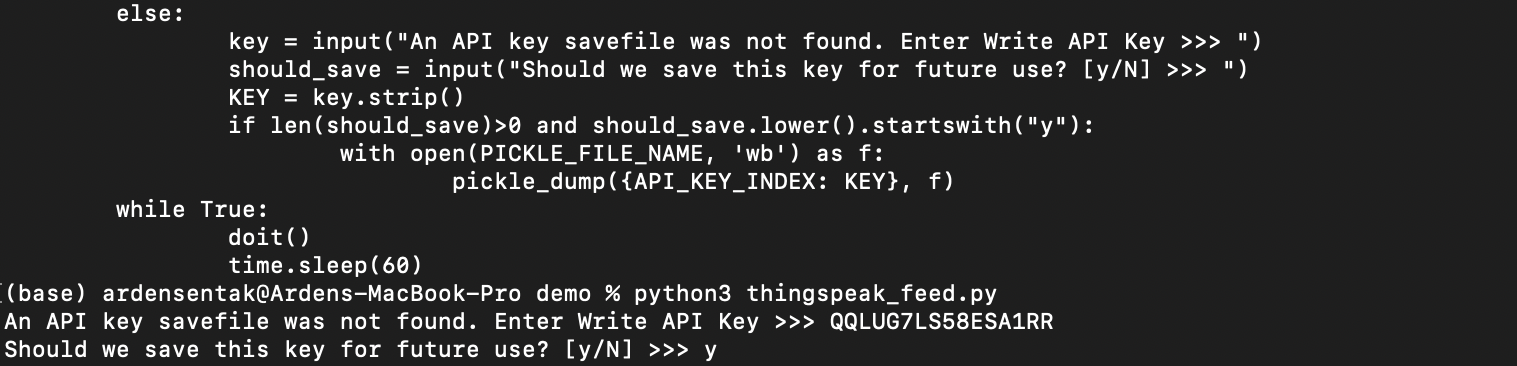 else:
key = input("An API key savefile was not found. Enter Write API Key >>> ")
should_save = input("Should we save this key for future use? [y/N] >>> ")
KEY = key.strip()
if len(should_save)>0 and should_save.lower().startswith("y"):
with open(PICKLE_FILE_NAME, 'wb') as f:
pickle_dump({API_KEY_INDEX: KEY}, f)
while True:
doit()
time.sleep(60)
(base) ardensentak@Ardens-MacBook-Pro demo % python3 thingspeak_feed.py
An API key savefile was not found. Enter Write API Key >>> QQLUG7LS58ESA1RR
Should we save this key for future use? [y/N] >>> y